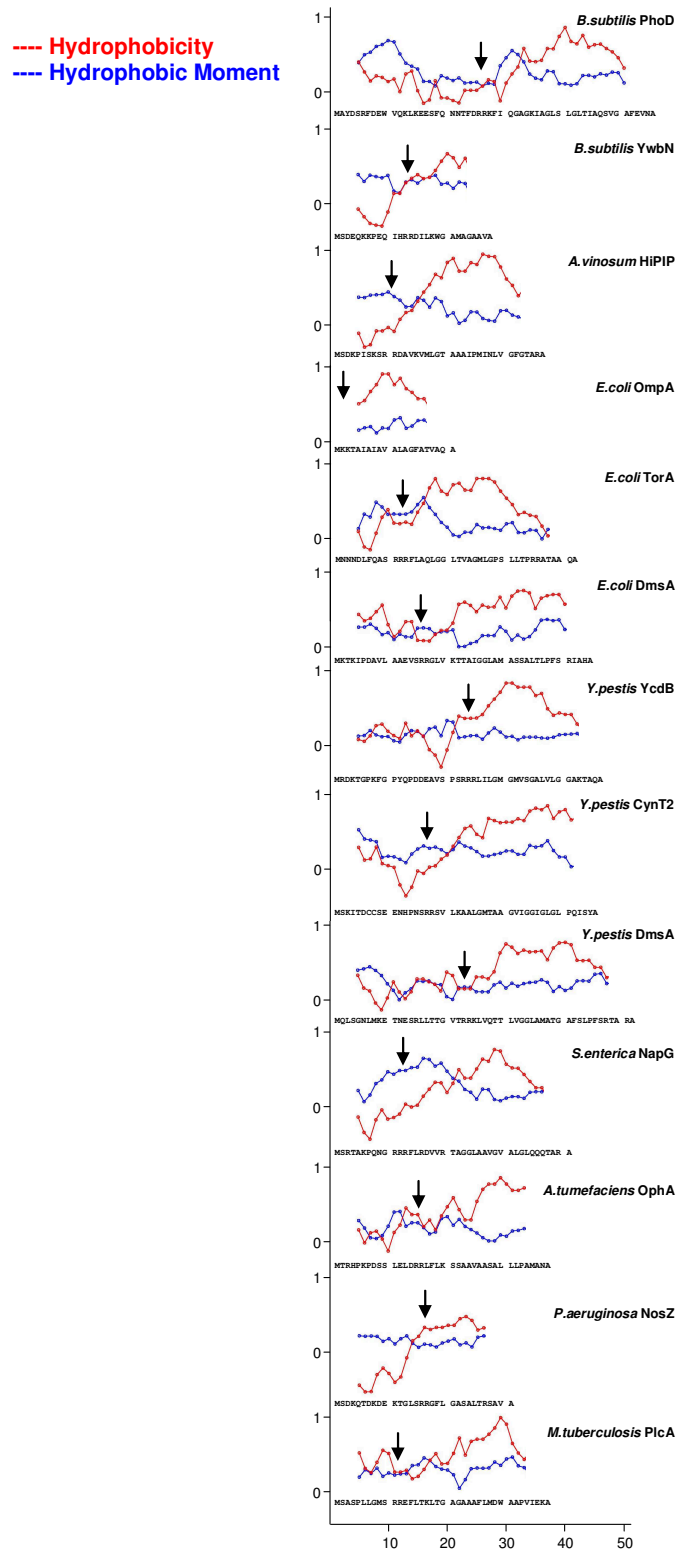 ---- Hydrophobicity
---- Hydrophobic Moment
1
B.subtilis PhoD
0
MAYDSRFDEW VQKLKEESFQ NNTFDRRKFI QGAGKIAGLS LGLTIAQSVG AFEVNA
1
B.subtilis YwbN
0
MSDEQKKPEQ IHRRDILKWG AMAGAAVA
1
A.vinosum HiPIP
0
MSDKPISKSR RDAVKVMLGT AAAIPMINLV GFGTARA
1
E.coli OmpA
0
MKKTAIAIAV ALAGFATVAQ A
1
E.coli TorA
0
MNNNDLFQAS RRRFLAQLGG LTVAGMLGPS LLTPRRATAA QA
1
E.coli DmsA
0
MKTKIPDAVL AAEVSRRGLV KTTAIGGLAM ASSALTLPFS RIAHA
1
Y.pestis YcdB
0
MRDKTGPKFG PYQPDDEAVS PSRRRLILGM GMVSGALVLG GAKTAQA
1
Y.pestis CynT2
0
MSKITDCCSE ENHPNSRRSV LKAALGMTAA GVIGGIGLGL PQISYA
1
Y.pestis DmsA
0
MQLSGNLMKE TNESRLLTTG VTRRKLVQTT LVGGLAMATG AFSLPFSRTA RA
1
S.enterica NapG
0
MSRTAKPQNG RRRFLRDVVR TAGGLAAVGV ALGLQQQTAR A
1
A.tumefaciens OphA
0
MTRHPKPDSS LELDRRLFLK SSAAVAASAL LLPAMANA
1
P.aeruginosa NosZ
0
MSDKQTDKDE KTGLSRRGFL GASALTRSAV A
1
M.tuberculosis PlcA
0
MSASPLLGMS RREFLTKLTG AGAAAFLMDW AAPVIEKA
10 20 30 40 50